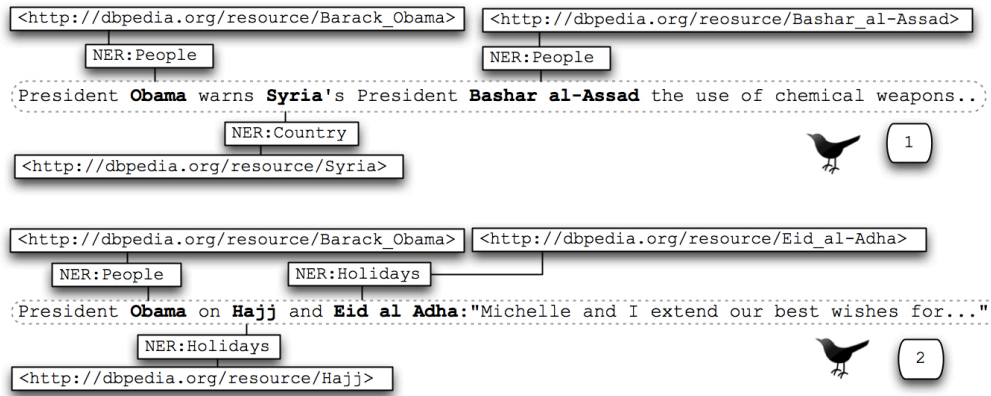 <http://dbpedia.org/resource/Barack_Obama> <http://dbpedia.org/reosurce/Bashar_al-Assad>
NER:People NER:People
President Obama warns Syria's President Bashar al-Assad the use of chemical weapons..
NER:Country
1
<http://dbpedia.org/resource/Syria>
<http://dbpedia.org/resource/Barack_Obama> <http://dbpedia.org/resource/Eid_al-Adha>
NER:People NER:Holidays
President Obama on Hajj and Eid al Adha:"Michelle and I extend our best wishes for..."
NER:Holidays
2
<http://dbpedia.org/resource/Hajj>